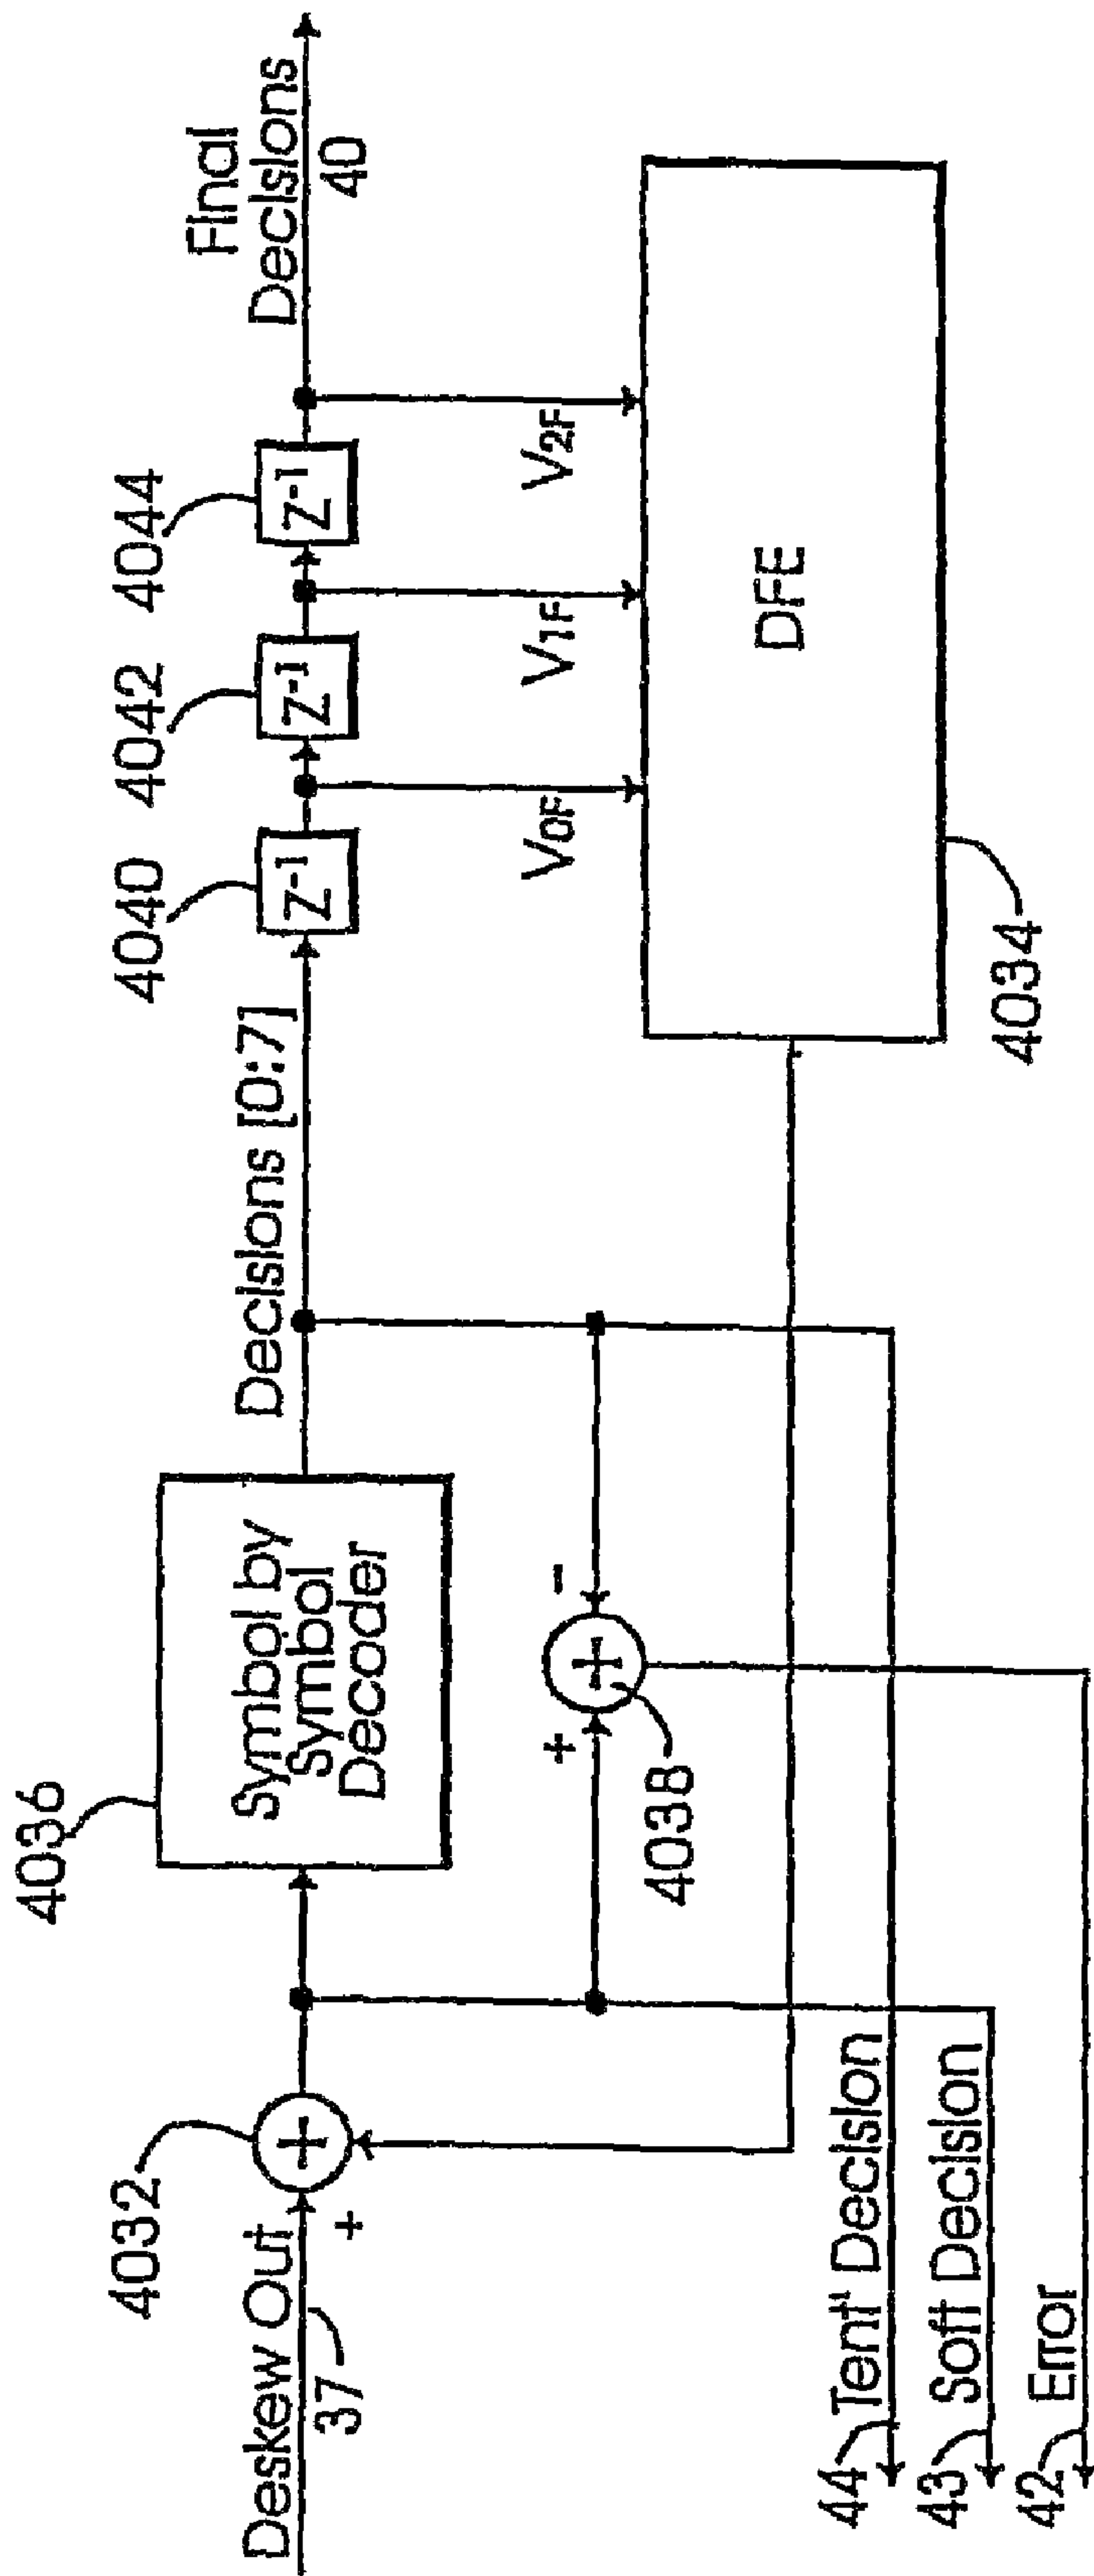 Deskew Out
37
+
4032
4036
Symbol by
Symbol
Decoder
Decisions [0:7]
4040
Z-1
4042
Z-1
4044
Z-1
Final
Decisions
40
V0F
V1F
V2F
DFE
4034
+
-
4038
44
Tent' Decision
43
Soft Decision
42
Error